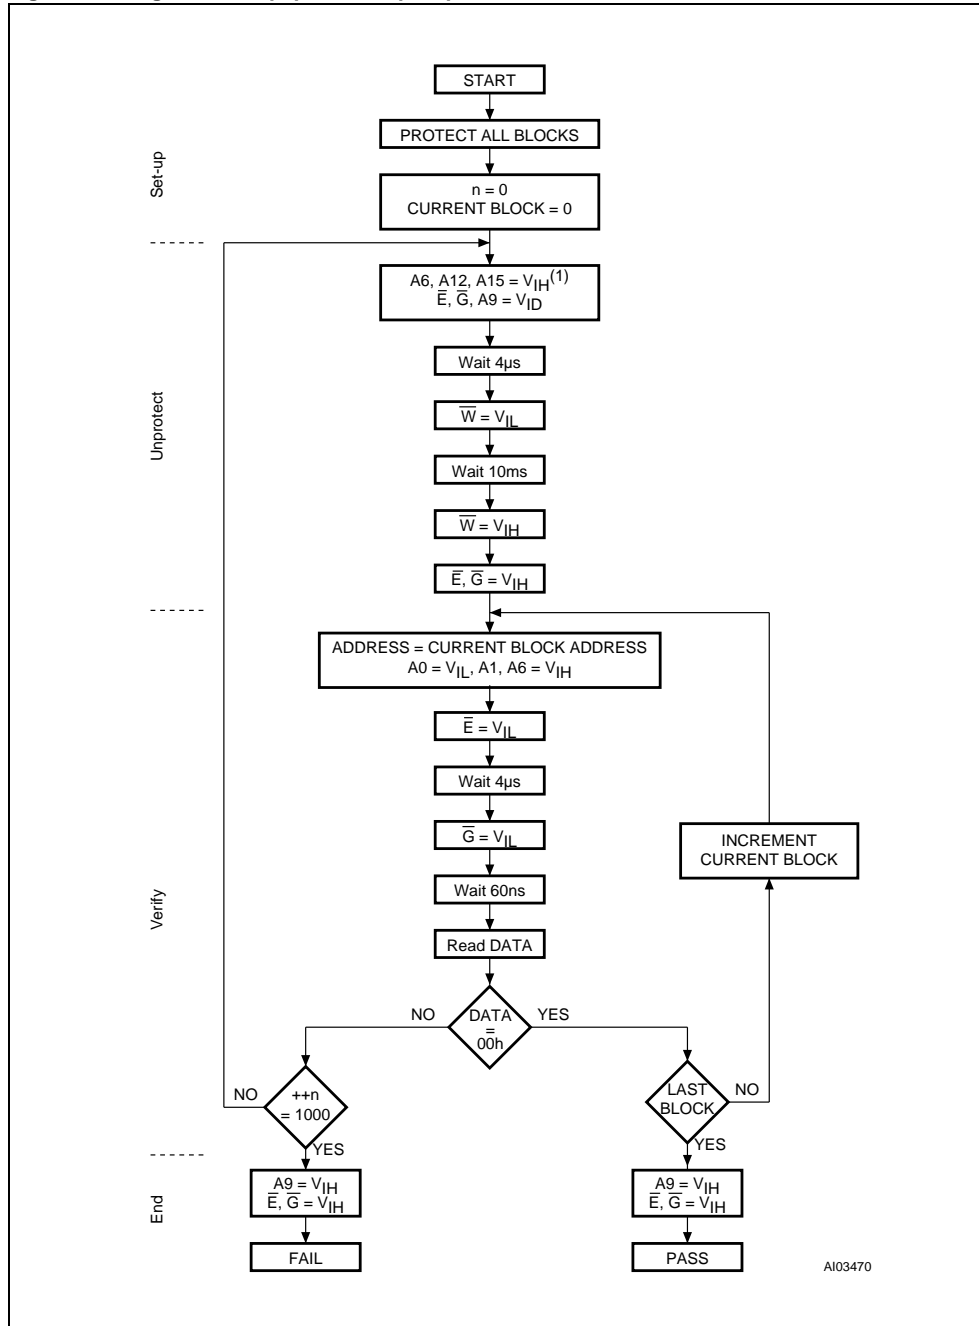 START
PROTECT ALL BLOCKS
Set-up
n = 0
CURRENT BLOCK = 0
A6, A12, A15 = VIH(1)
E̅, G̅, A9 = VID
Wait 4µs
W̅ = VIL
Unprotect
Wait 10ms
W̅ = VIH
E̅, G̅ = VIH
ADDRESS = CURRENT BLOCK ADDRESS
A0 = VIL, A1, A6 = VIH
E̅ = VIL
Wait 4µs
G̅ = VIL
INCREMENT
CURRENT BLOCK
Verify
Wait 60ns
Read DATA
NO
DATA
=
00h
YES
NO
++n
= 1000
YES
LAST
BLOCK
NO
YES
End
A9 = VIH
E̅, G̅ = VIH
A9 = VIH
E̅, G̅ = VIH
FAIL
PASS
AI03470